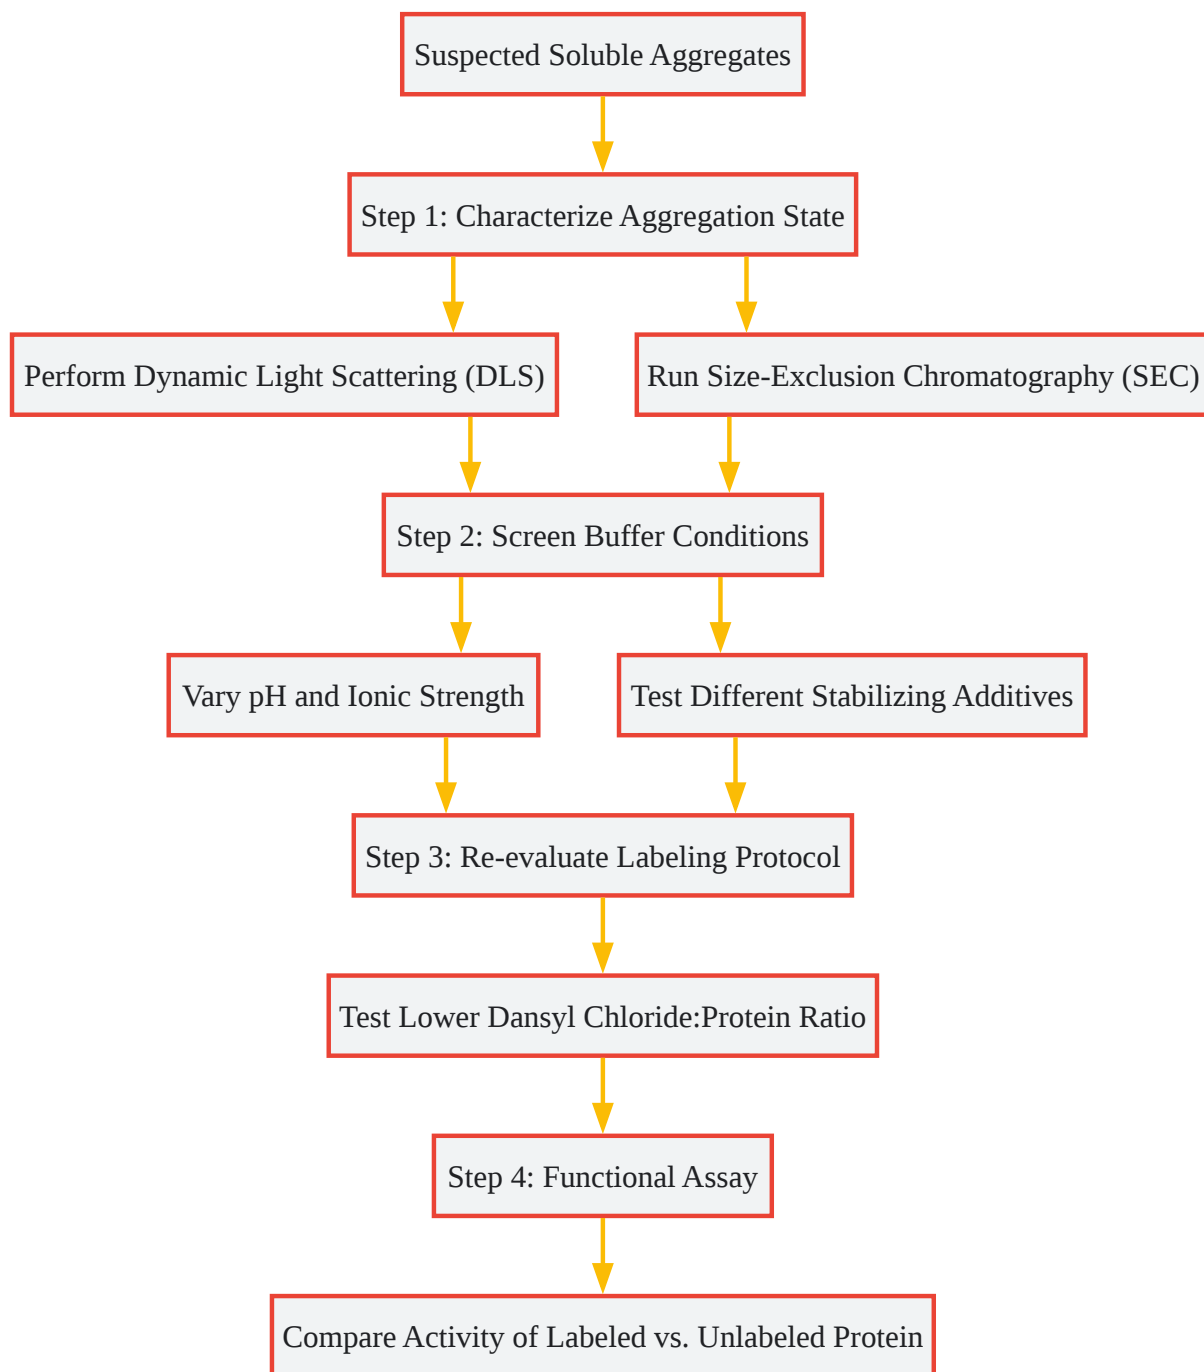 Suspected Soluble Aggregates
Step 1: Characterize Aggregation State
Perform Dynamic Light Scattering (DLS)
Run Size-Exclusion Chromatography (SEC)
Step 2: Screen Buffer Conditions
Vary pH and Ionic Strength
Test Different Stabilizing Additives
Step 3: Re-evaluate Labeling Protocol
Test Lower Dansyl Chloride:Protein Ratio
Step 4: Functional Assay
Compare Activity of Labeled vs. Unlabeled Protein